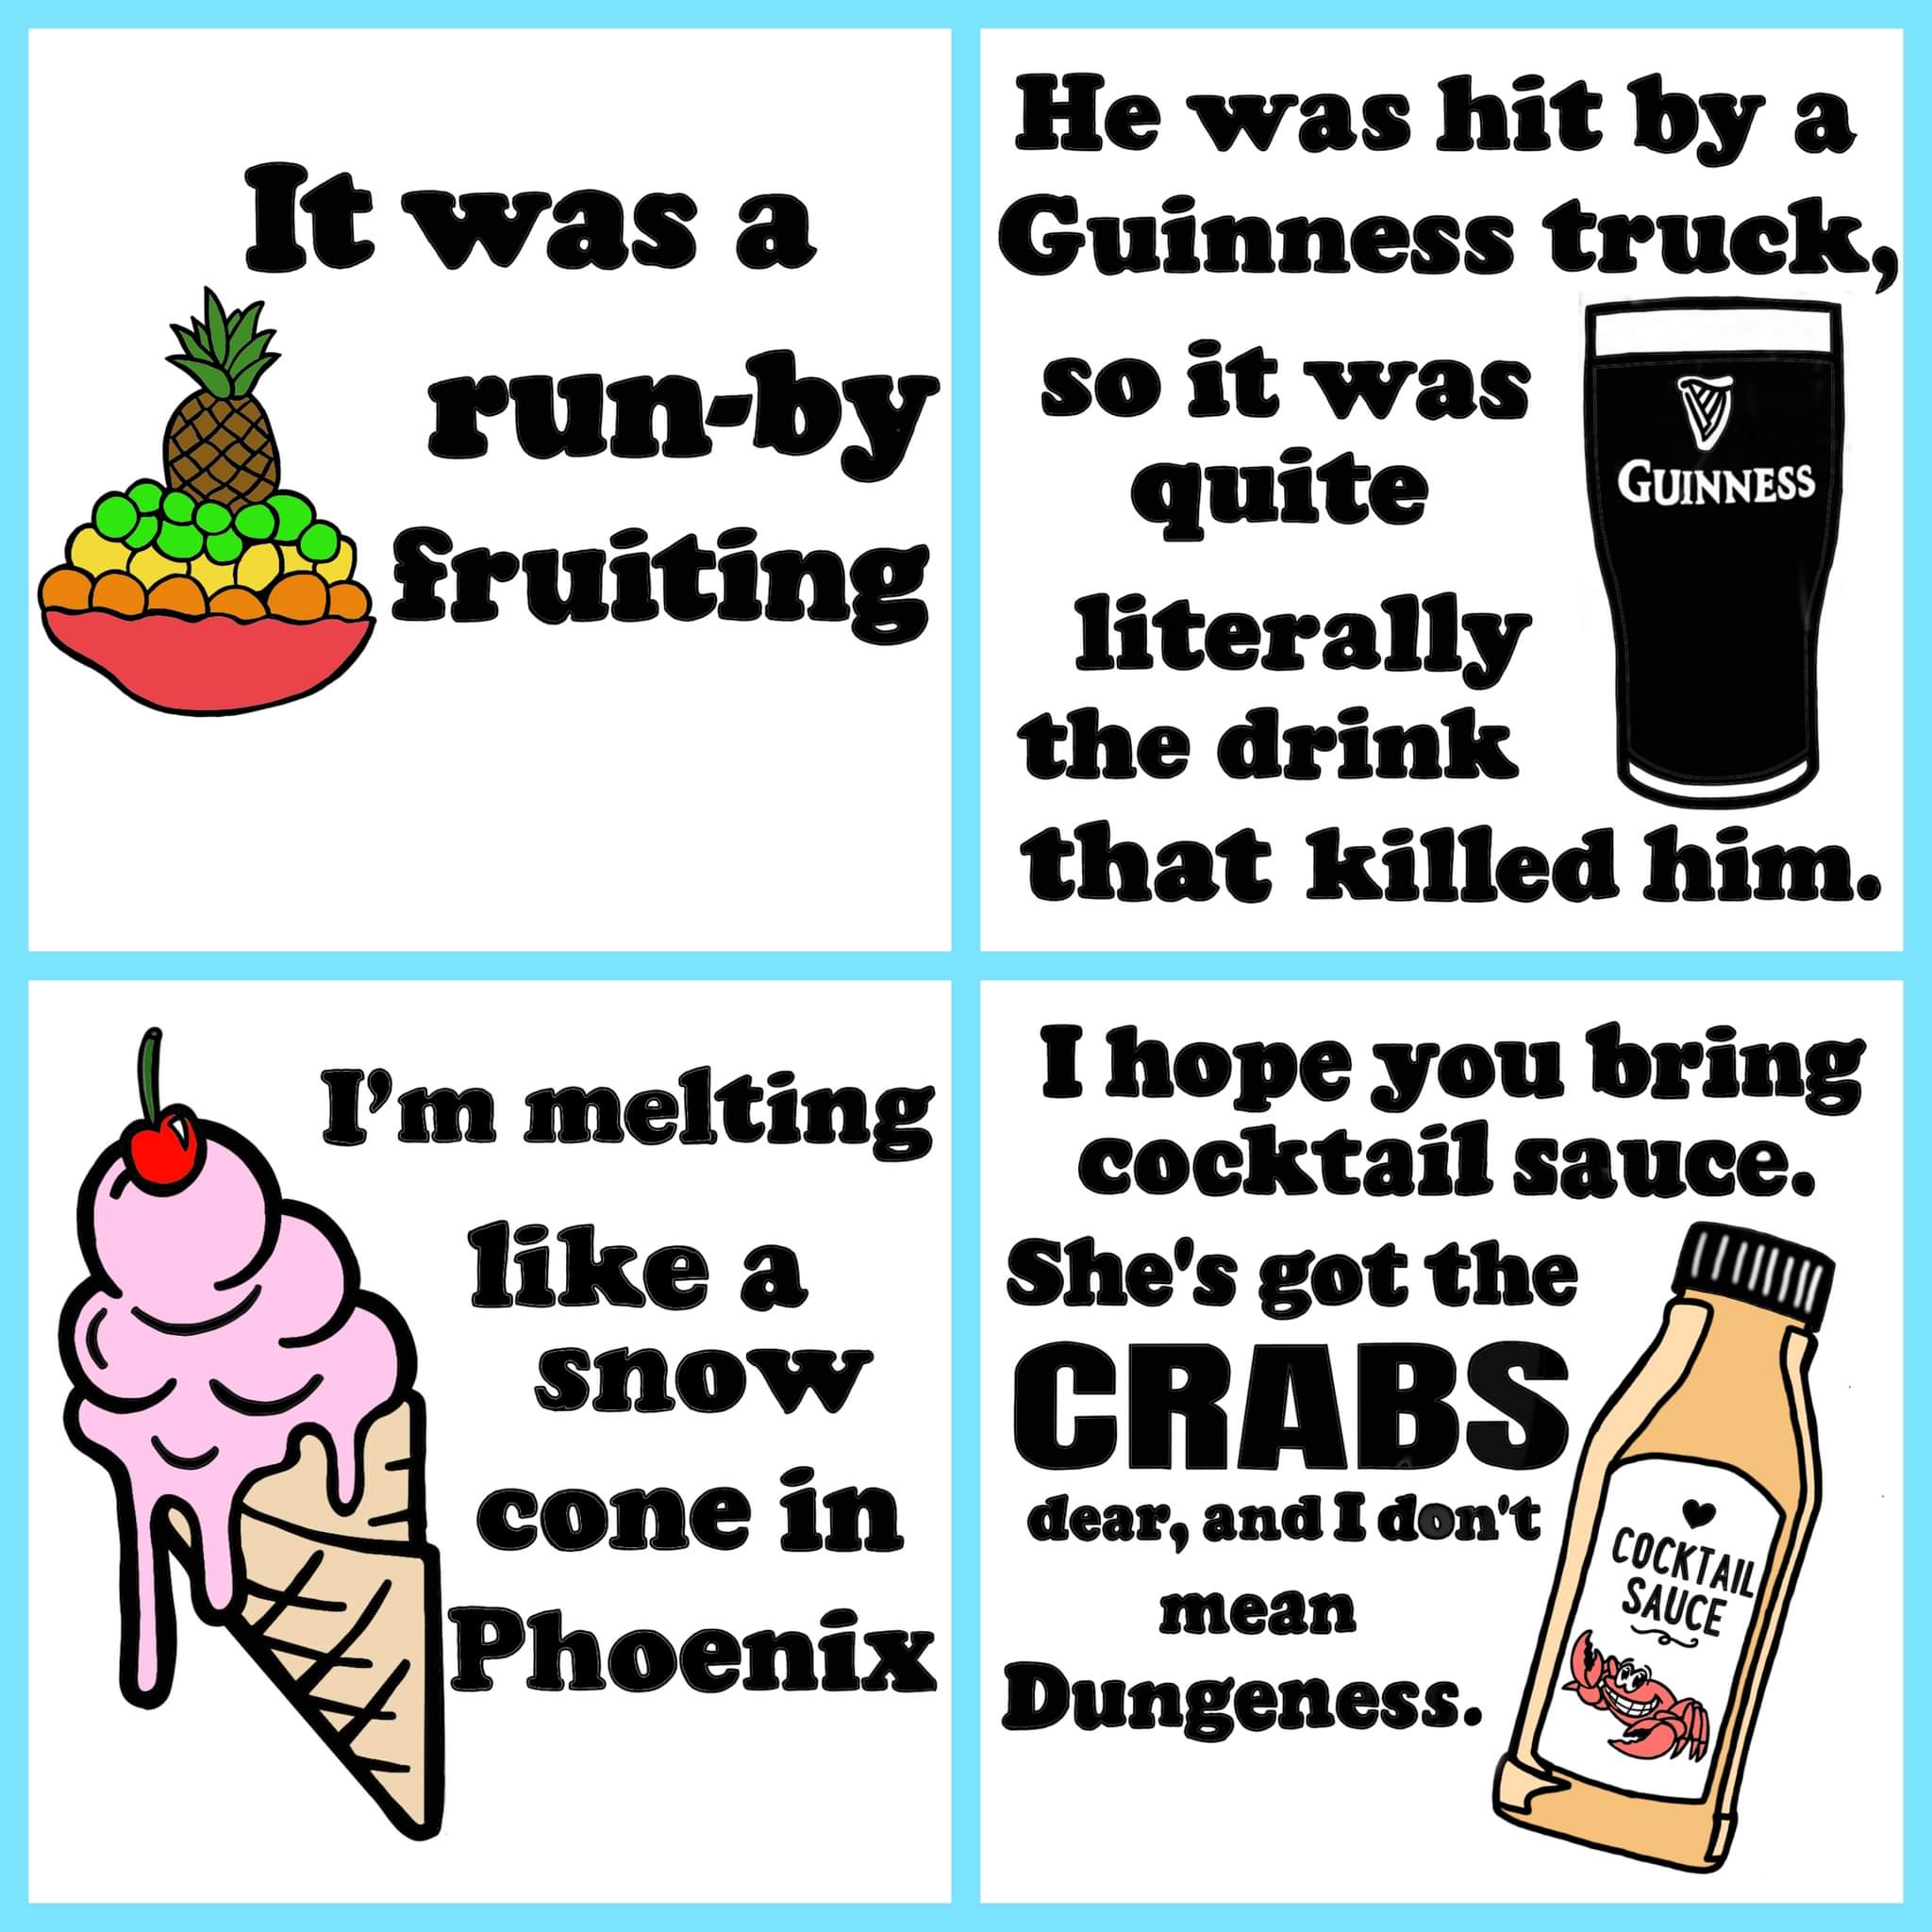 It was a
run-by
fruiting
He was hit by a
Guinness truck,
so it was
quite
literally
the drink
that killed him.
GUINNESS
I'm melting
like a
snow
cone in
Phoenix
I hope you bring
cocktail sauce.
She's got the
CRABS
dear, and I don't
mean
Dungeness.
COCKTAIL
SAUCE